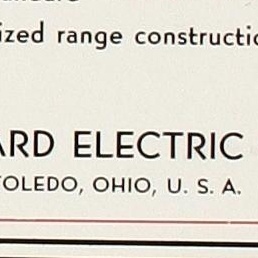 ized range constructio
ARD ELECTRIC
TOLEDO, OHIO, U. S. A.